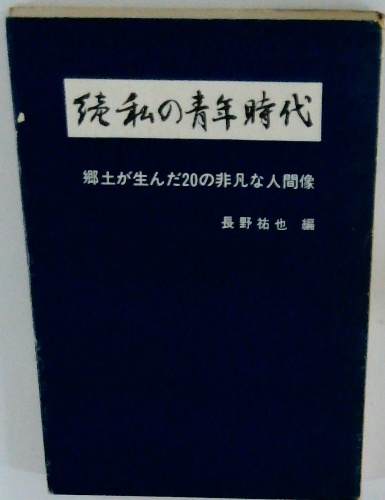 続 私の青年時代
郷土が生んだ20の非凡な人間像
長野祐也 編